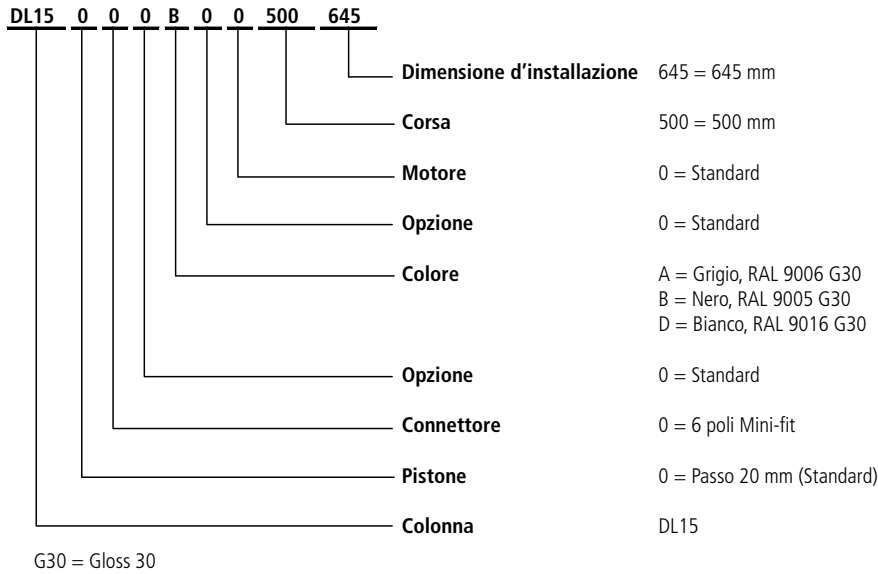 DL15 0 0 0 B 0 0 500 645
Dimensione d’installazione 645 = 645 mm
Corsa 500 = 500 mm
Motore 0 = Standard
Opzione 0 = Standard
Colore A = Grigio, RAL 9006 G30
B = Nero, RAL 9005 G30
D = Bianco, RAL 9016 G30
Opzione 0 = Standard
Connettore 0 = 6 poli Mini-fit
Pistone 0 = Passo 20 mm (Standard)
Colonna DL15
G30 = Gloss 30